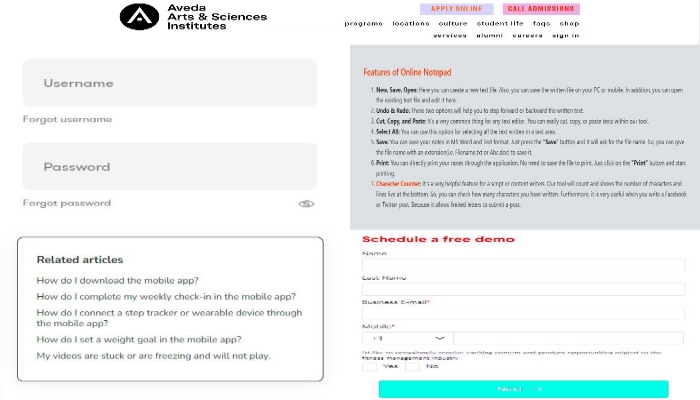 Aveda
Arts & Sciences
Institutes
APPLY ONLINE
CALL ADMISSIONS
programs locations culture student life faqs shop
services alumni careers sign in
Username
Forgot username
Password
Forgot password
Related articles
How do I download the mobile app?
How do I complete my weekly check-in in the mobile app?
How do I connect a step tracker or wearable device through
the mobile app?
How do I set a weight goal in the mobile app?
My videos are stuck or are freezing and will not play.
Features of Online Notepad
1. New, Save, Open: Here you can create a new text file. Also, you can save the written file on your PC or mobile. In addition, you can open
the existing text file and edit it here.
2. Undo & Redo: These two options will help you to step forward or backward the written text.
3. Cut, Copy, and Paste: It's a very common thing for any text editor. You can easily cut, copy, or paste texts within our tool.
4. Select All: You can use this option for selecting all the text written in a text area.
5. Save: You can save your notes in MS Word and Text format. Just press the "Save" button and it will ask for the file name. So, you can give
the file name with an extension(i.e. Filename.txt or Abc.doc) to save it.
6. Print: You can directly print your notes through the application. No need to save the file to print. Just click on the "Print" button and start
printing.
7. Character Counter: It's a very helpful feature for a script or content writers. Our tool will count and shows the number of characters and
lines live at the bottom. So, you can check how many characters you have written. Furthermore, it is very useful when you write a Facebook
or Twitter post. Because it allows limited letters to submit a post.
Schedule a free demo
Name
Last Name
Business E-mail*
Mobile*
+1
I'd like to occasionally receive tracking content and product opportunities related to the
fitness management industry
Yes No
Next